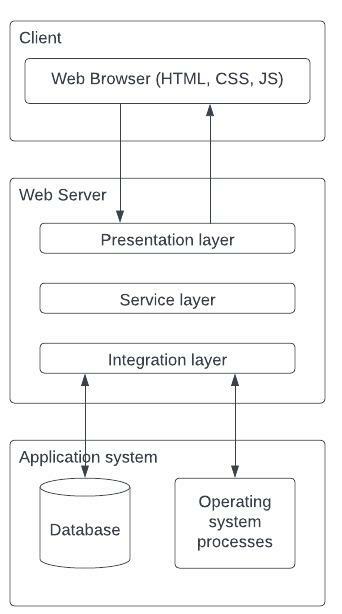 Client
Web Browser (HTML, CSS, JS)
Web Server
Presentation layer
Service layer
Integration layer
Application system
Database
Operating
system
processes